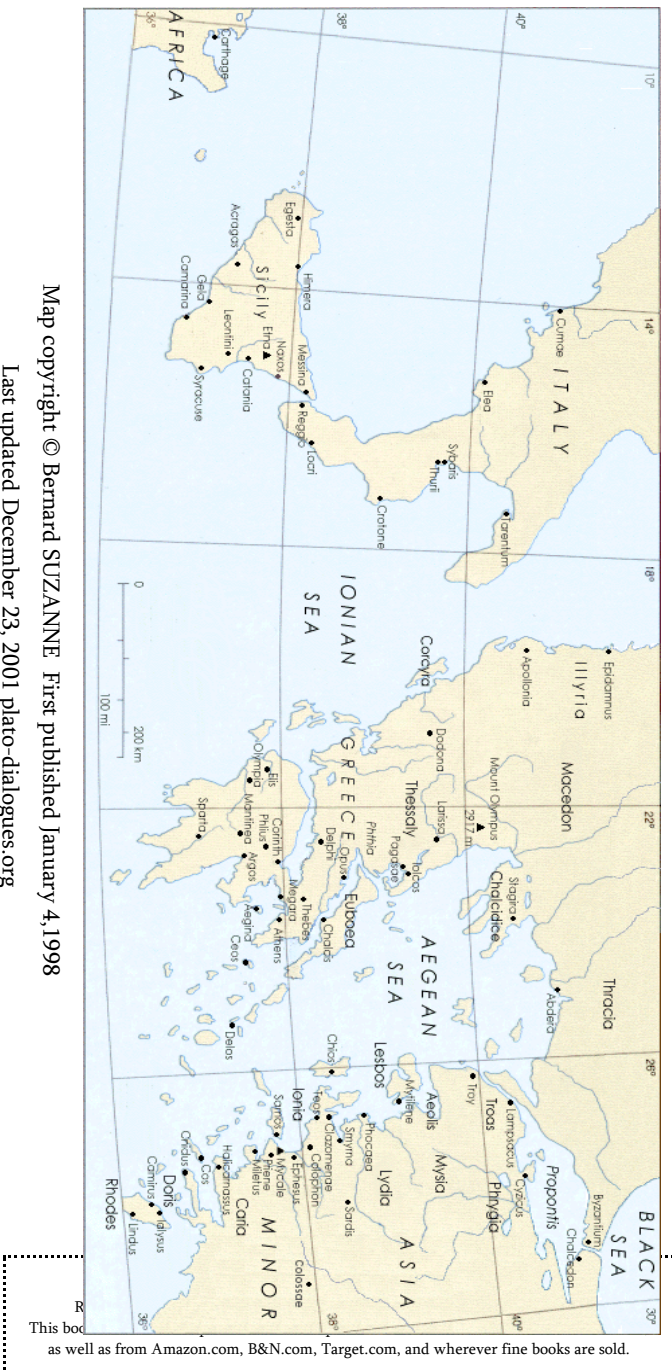 AFRICA
Carthage
36°
38°
40°
10°
14°
18°
22°
26°
30°
40°
38°
36°
ITALY
Cumae
Elea
Sybaris
Thurii
Tarentum
Crotone
Locri
Reggio
Messina
Naxos
Etna
Catania
Leontini
Syracuse
Camarina
Gela
Acragas
Sicily
Himera
Egesta
IONIAN
SEA
0
200 km
100 mi
Epidamnus
Illyria
Apollonia
Corcyra
Dodona
Macedon
Mount Olympus
2917 m
Thessaly
Larissa
GREECE
Phthia
Iolcos
Pagasae
Opus
Delphi
Elis
Olympia
Mantinea
Phlius
Corinth
Argos
Sparta
Megara
Thebes
Athens
Aegina
Ceos
Chalcis
Euboea
Chalcidice
Stagira
Thracia
Abdera
AEGEAN
SEA
Delos
Lesbos
Mytilene
Chios
Aeolis
Troas
Troy
Lampsacus
Cyzicus
Propontis
Byzantium
Chalcedon
BLACK
SEA
Phrygia
Mysia
Lydia
Phocaea
Smyrna
Clazomenae
Teos
Colophon
Ionia
Ephesus
Samos
Mycale
Priene
Miletus
Sardis
Colossae
ASIA
MINOR
Caria
Halicarnassus
Cos
Cnidus
Doris
Camirus
Ialysus
Lindus
Rhodes
Map copyright © Bernard SUZANNE First published January 4,1998
Last updated December 23, 2001 plato-dialogues.org
R
This boo
as well as from Amazon.com, B&N.com, Target.com, and wherever fine books are sold.